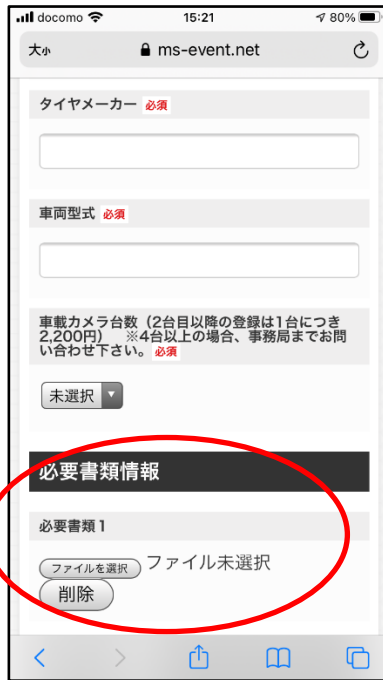 docomo 15:21 80%
大小 ms-event.net
タイヤメーカー 必須
車両型式 必須
車載カメラ台数（2台目以降の登録は1台につき
2,200円）　※4台以上の場合、事務局までお問
い合わせ下さい。 必須
未選択
必要書類情報
必要書類１
ファイルを選択 ファイル未選択
削除